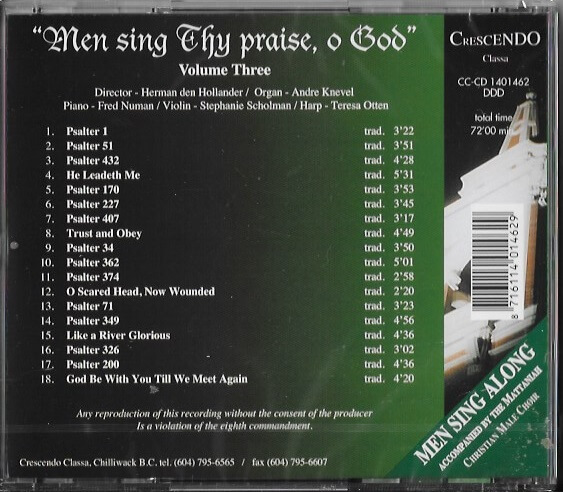 "Men sing Thy praise, o God"
Volume Three
Director - Herman den Hollander / Organ - Andre Knevel
Piano - Fred Numan / Violin - Stephanie Scholman / Harp - Teresa Otten
CRESCENDO
Classa
CC-CD 1401462
DDD
total time
72'00 min
1. Psalter 1 trad. 3'22
2. Psalter 51 trad. 3'51
3. Psalter 432 trad. 4'28
4. He Leadeth Me trad. 5'31
5. Psalter 170 trad. 3'53
6. Psalter 227 trad. 3'45
7. Psalter 407 trad. 3'17
8. Trust and Obey trad. 4'49
9. Psalter 34 trad. 3'50
10. Psalter 362 trad. 5'01
11. Psalter 374 trad. 2'58
12. O Scared Head, Now Wounded trad. 2'20
13. Psalter 71 trad. 3'23
14. Psalter 349 trad. 4'56
15. Like a River Glorious trad. 4'36
16. Psalter 326 trad. 3'02
17. Psalter 200 trad. 4'36
18. God Be With You Till We Meet Again trad. 4'20
8 716114 014629
MEN SING ALONG
ACCOMPANIED BY THE MATTANIAH
CHRISTIAN MALE CHOIR
Any reproduction of this recording without the consent of the producer
Is a violation of the eighth commandment.
Crescendo Classa, Chilliwack B.C. tel. (604) 795-6565 / fax (604) 795-6607